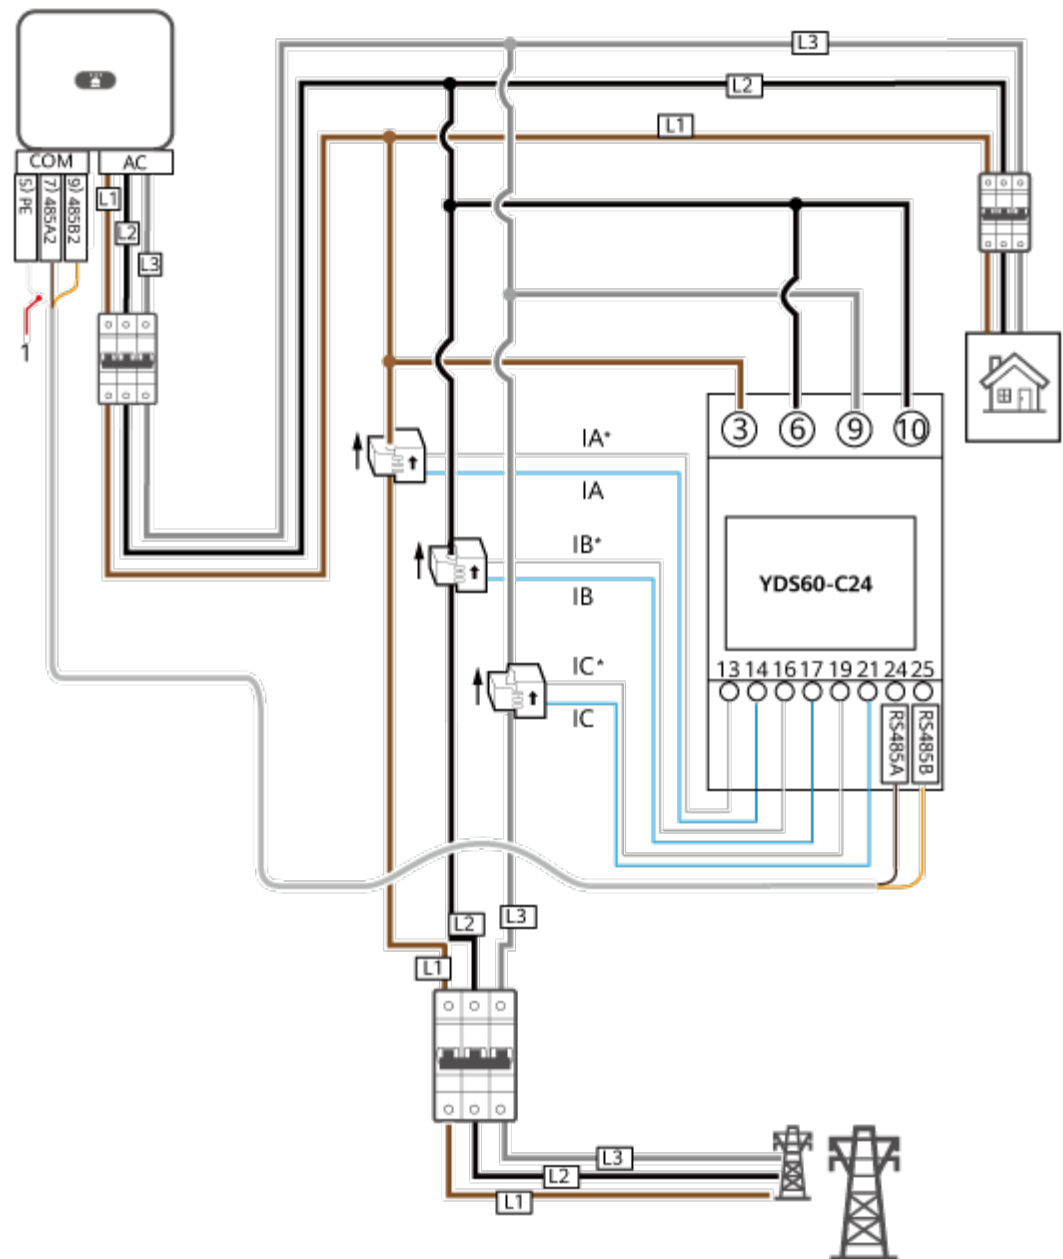 L3
L2
L1
COM
AC
5) PE
7) 485A2
9) 485B2
L1
L2
L3
1
3
6
9
10
IA*
IA
IB*
IB
IC*
IC
YDS60-C24
13 14 16 17 19 21 24 25
RS485A
RS485B
L2
L3
L1
L3
L2
L1